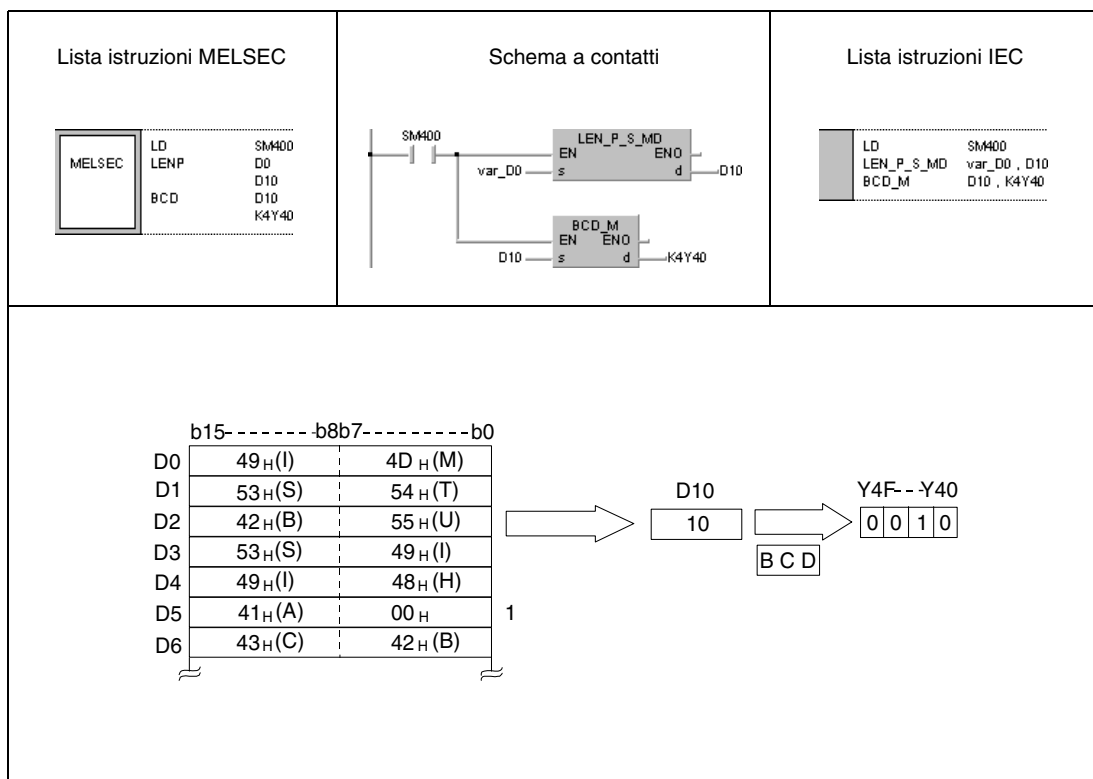 Lista istruzioni MELSEC
MELSEC
LD SM400
LENP D0
D10
BCD D10
K4Y40
Schema a contatti
SM400
LEN_P_S_MD
EN ENO
var_D0 s d D10
BCD_M
EN ENO
D10 s d K4Y40
Lista istruzioni IEC
LD SM400
LEN_P_S_MD var_D0 , D10
BCD_M D10 , K4Y40
b15--------b8b7----------b0
D0 49H(I) 4DH(M)
D1 53H(S) 54H(T)
D2 42H(B) 55H(U)
D3 53H(S) 49H(I)
D4 49H(I) 48H(H)
D5 41H(A) 00H 1
D6 43H(C) 42H(B)
D10
10
BCD
Y4F---Y40
0 0 1 0